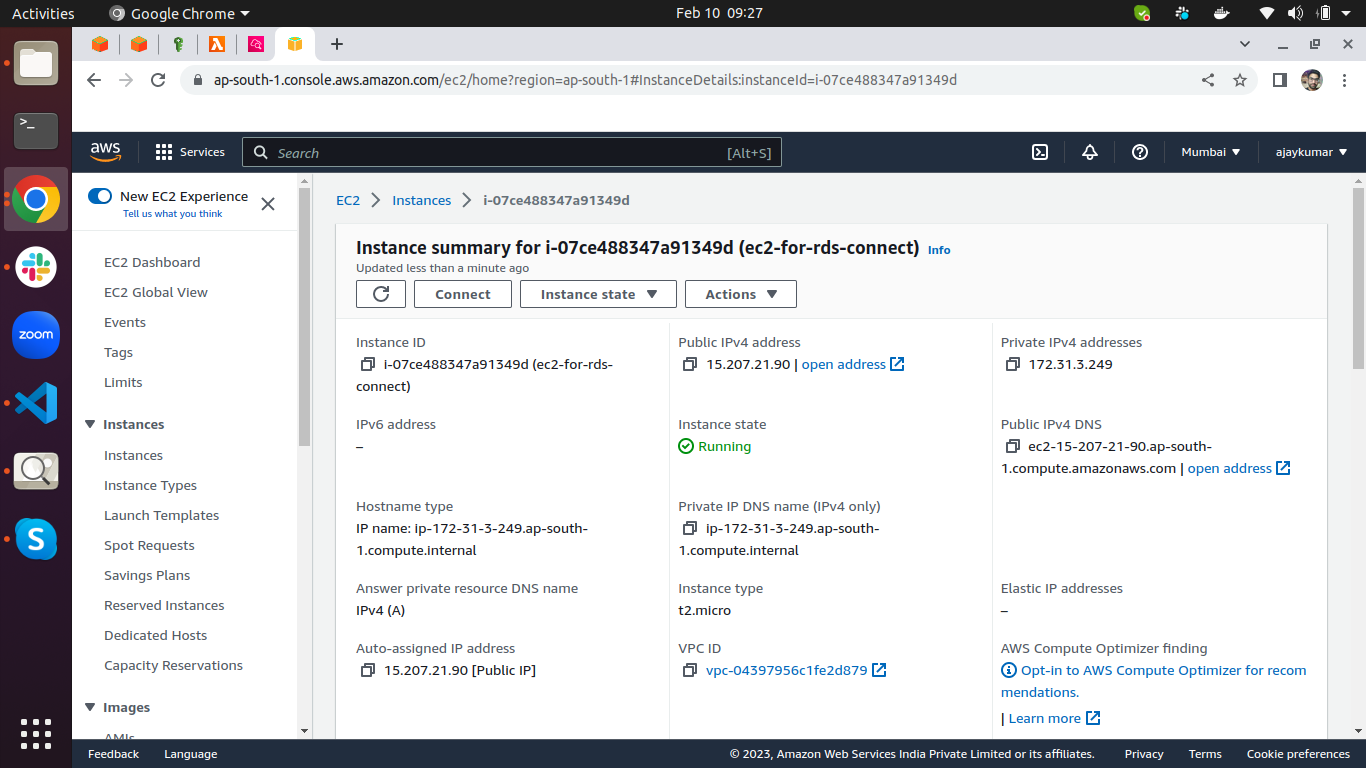 Activities
Google Chrome
Feb 10 09:27
ap-south-1.console.aws.amazon.com/ec2/home?region=ap-south-1#InstanceDetails:instanceId=i-07ce488347a91349d
aws
Services
Search
[Alt+S]
Mumbai
ajaykumar
New EC2 Experience
Tell us what you think
EC2 Dashboard
EC2 Global View
Events
Tags
Limits
Instances
Instances
Instance Types
Launch Templates
Spot Requests
Savings Plans
Reserved Instances
Dedicated Hosts
Capacity Reservations
Images
AMIs
zoom
EC2
Instances
i-07ce488347a91349d
Instance summary for i-07ce488347a91349d (ec2-for-rds-connect) Info
Updated less than a minute ago
Connect
Instance state
Actions
Instance ID
i-07ce488347a91349d (ec2-for-rds-
connect)
Public IPv4 address
15.207.21.90 | open address
Private IPv4 addresses
172.31.3.249
IPv6 address
–
Instance state
Running
Public IPv4 DNS
ec2-15-207-21-90.ap-south-
1.compute.amazonaws.com | open address
Hostname type
IP name: ip-172-31-3-249.ap-south-
1.compute.internal
Private IP DNS name (IPv4 only)
ip-172-31-3-249.ap-south-
1.compute.internal
Answer private resource DNS name
IPv4 (A)
Instance type
t2.micro
Elastic IP addresses
–
Auto-assigned IP address
15.207.21.90 [Public IP]
VPC ID
vpc-04397956c1fe2d879
AWS Compute Optimizer finding
Opt-in to AWS Compute Optimizer for recom
mendations.
| Learn more
Feedback
Language
© 2023, Amazon Web Services India Private Limited or its affiliates.
Privacy
Terms
Cookie preferences